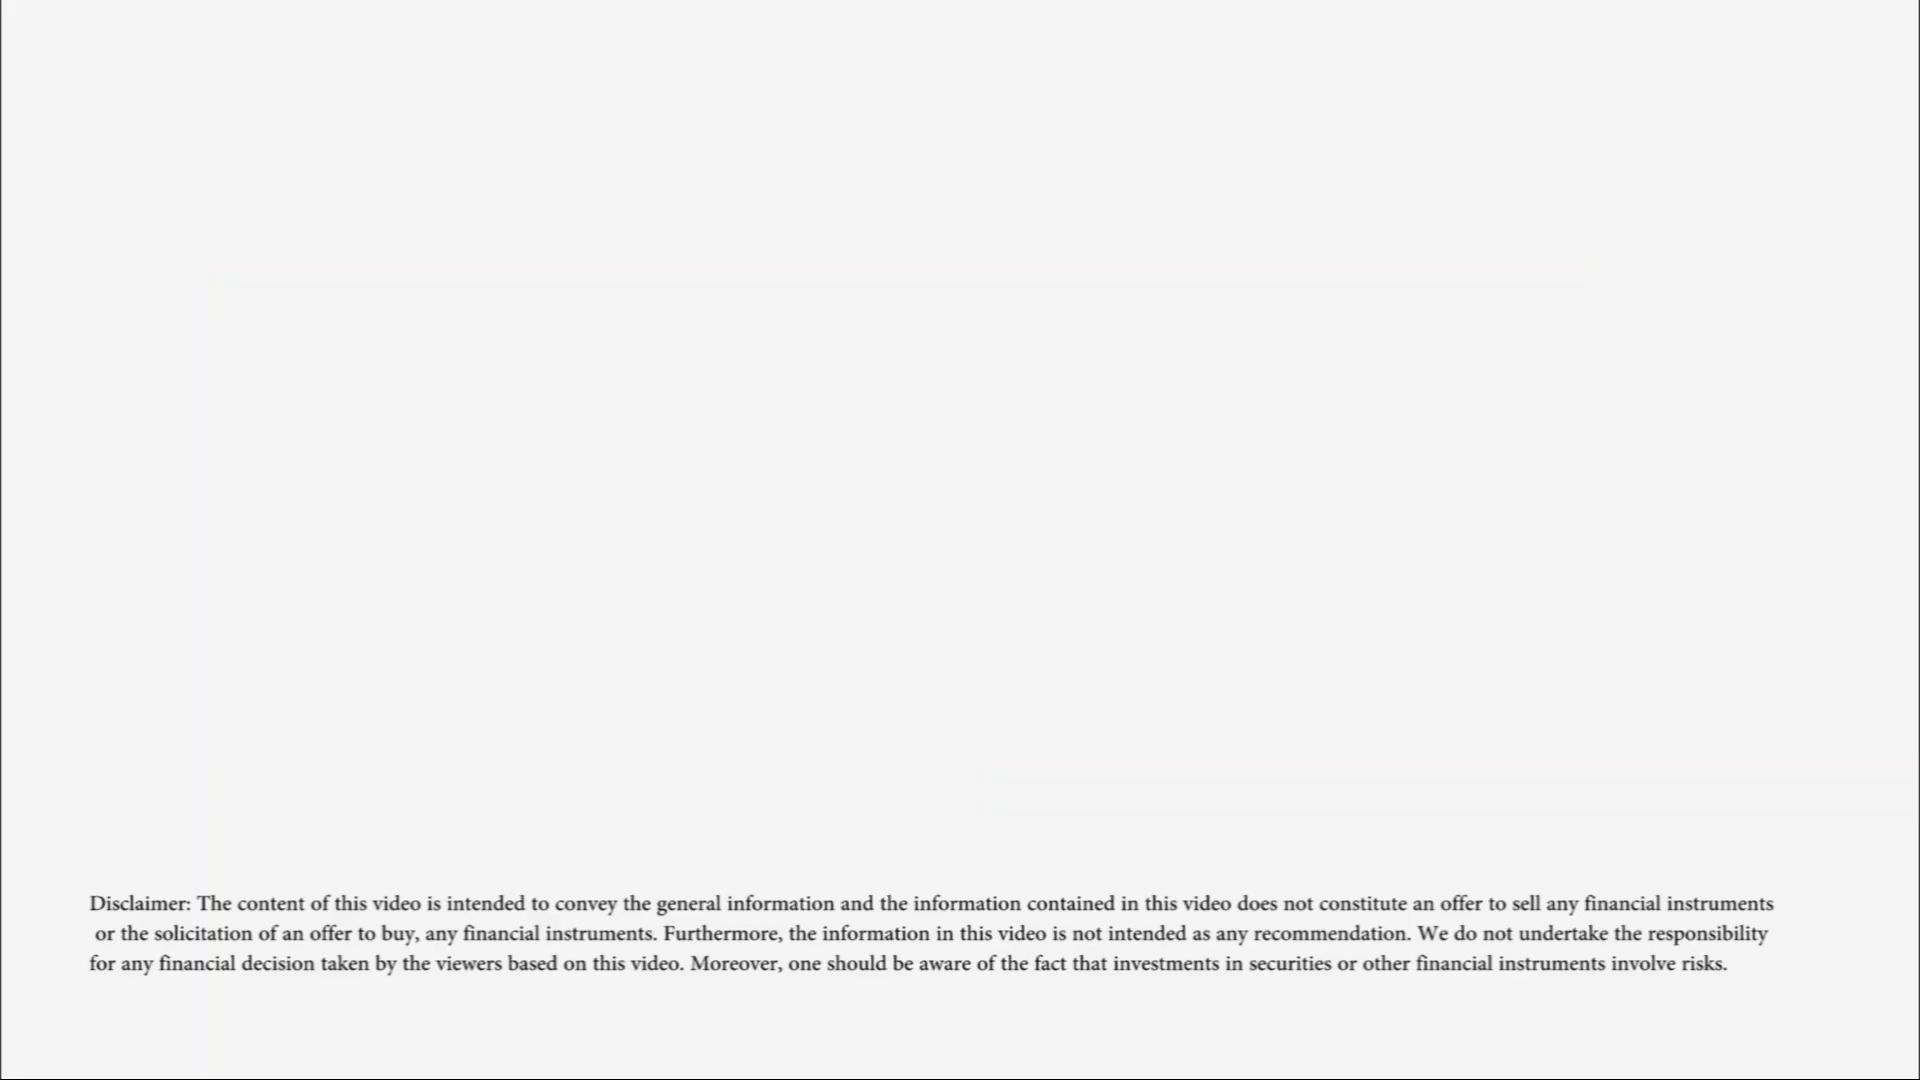 Disclaimer: The content of this video is intended to convey the general information and the information contained in this video does not constitute an offer to sell any financial instruments
or the solicitation of an offer to buy, any financial instruments. Furthermore, the information in this video is not intended as any recommendation. We do not undertake the responsibility
for any financial decision taken by the viewers based on this video. Moreover, one should be aware of the fact that investments in securities or other financial instruments involve risks.